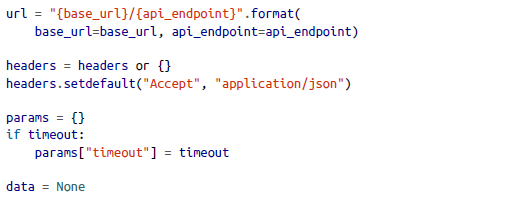 url = "{base_url}/{api_endpoint}".format(
    base_url=base_url, api_endpoint=api_endpoint)

headers = headers or {}
headers.setdefault("Accept", "application/json")

params = {}
if timeout:
    params["timeout"] = timeout

data = None